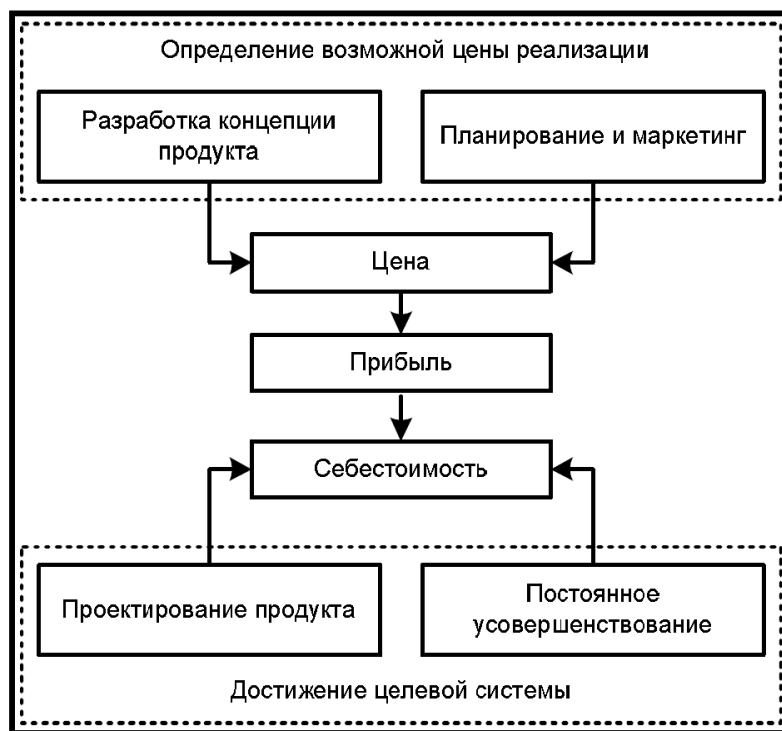 Определение возможной цены реализации
Разработка концепции
продукта
Планирование и маркетинг
Цена
Прибыль
Себестоимость
Проектирование продукта
Постоянное
усовершенствование
Достижение целевой системы